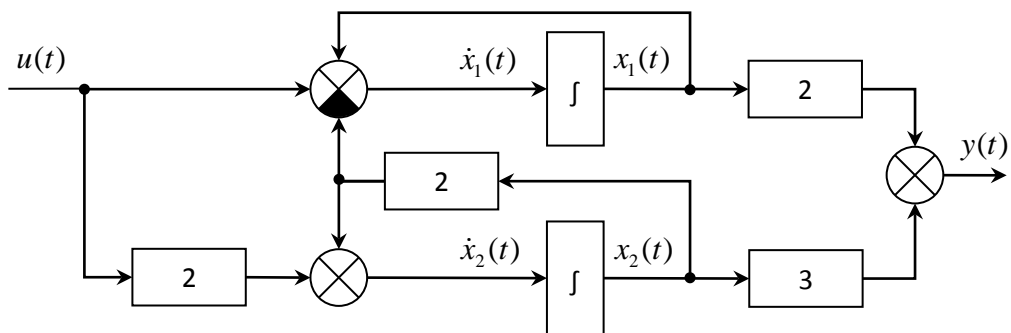 u(t)
ẋ₁(t)
∫
x₁(t)
2
2
y(t)
2
ẋ₂(t)
∫
x₂(t)
3